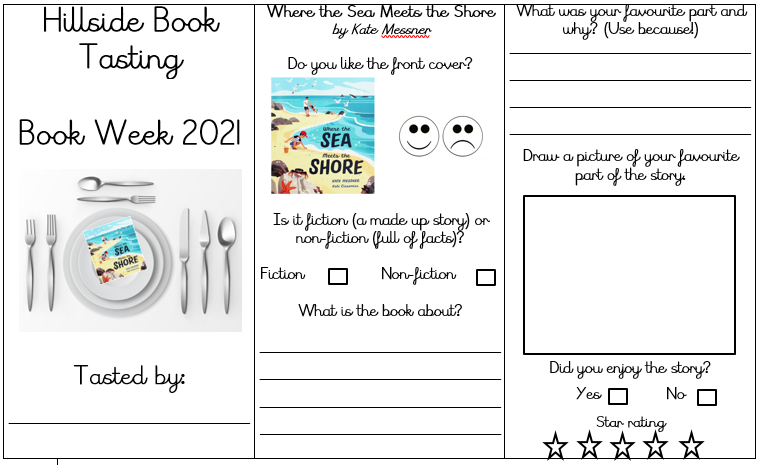 Hillside Book
Tasting
Book Week 2021
SEA
SHORE
Tasted by:
Where the Sea Meets the Shore
by Kate Messner
Do you like the front cover?
Where the
SEA
Meets the
SHORE
KATE MESSNER
Is it fiction (a made up story) or
non-fiction (full of facts)?
Fiction Non-fiction
What is the book about?
What was your favourite part and
why? (Use because!)
Draw a picture of your favourite
part of the story.
Did you enjoy the story?
Yes No
Star rating